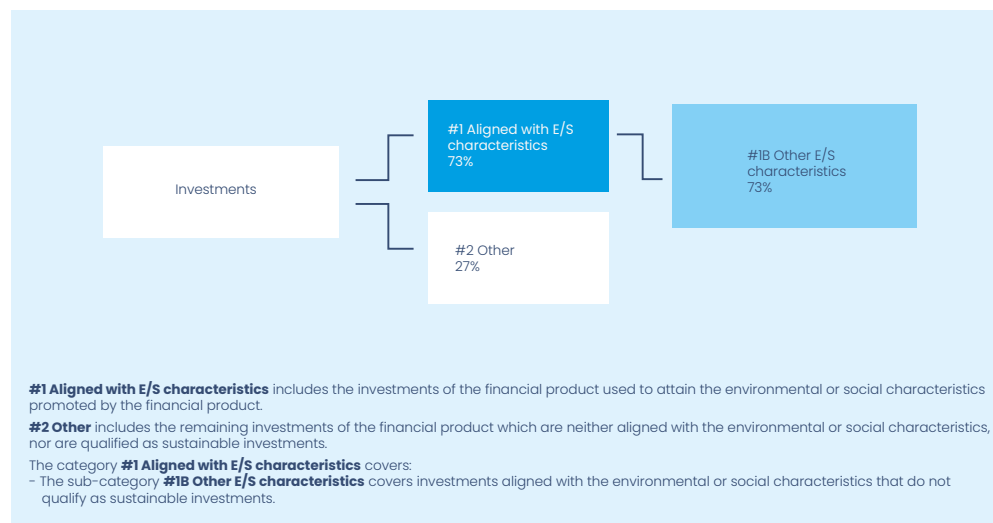 Investments
#1 Aligned with E/S
characteristics
73%
#2 Other
27%
#1B Other E/S
characteristics
73%
#1 Aligned with E/S characteristics includes the investments of the financial product used to attain the environmental or social characteristics
promoted by the financial product.
#2 Other includes the remaining investments of the financial product which are neither aligned with the environmental or social characteristics,
nor are qualified as sustainable investments.
The category #1 Aligned with E/S characteristics covers:
- The sub-category #1B Other E/S characteristics covers investments aligned with the environmental or social characteristics that do not
qualify as sustainable investments.